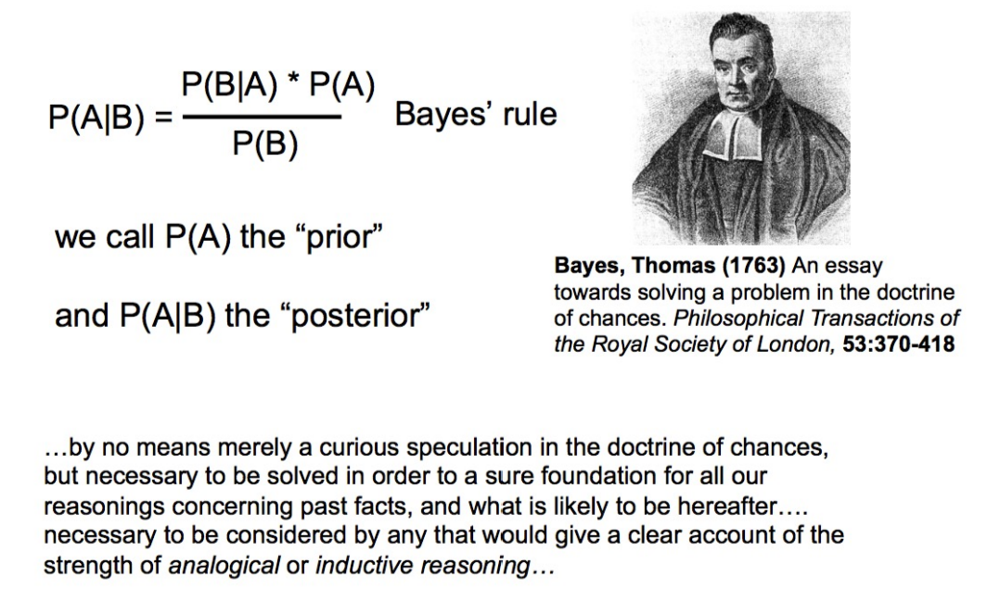 P(B|A) * P(A)
P(A|B) =
P(B)
Bayes’ rule
we call P(A) the “prior”
and P(A|B) the “posterior”
Bayes, Thomas (1763) An essay
towards solving a problem in the doctrine
of chances. Philosophical Transactions of
the Royal Society of London, 53:370-418
…by no means merely a curious speculation in the doctrine of chances,
but necessary to be solved in order to a sure foundation for all our
reasonings concerning past facts, and what is likely to be hereafter….
necessary to be considered by any that would give a clear account of the
strength of analogical or inductive reasoning…